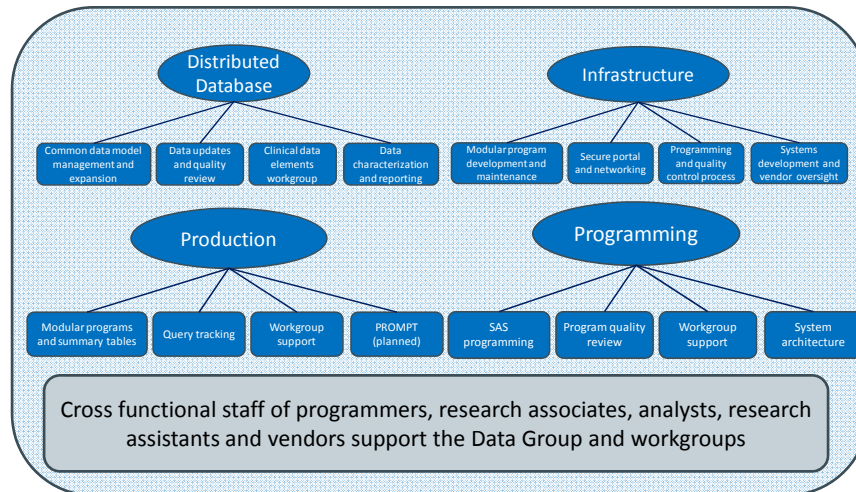 Distributed
Database
Infrastructure
Common data model
management and
expansion
Data updates
and quality
review
Clinical data
elements
workgroup
Data
characterization
and reporting
Modular program
development and
maintenance
Secure portal
and networking
Programming
and quality
control process
Systems
development and
vendor oversight
Production
Programming
Modular programs
and summary tables
Query tracking
Workgroup
support
PROMPT
(planned)
SAS
programming
Program quality
review
Workgroup
support
System
architecture
Cross functional staff of programmers, research associates, analysts, research
assistants and vendors support the Data Group and workgroups